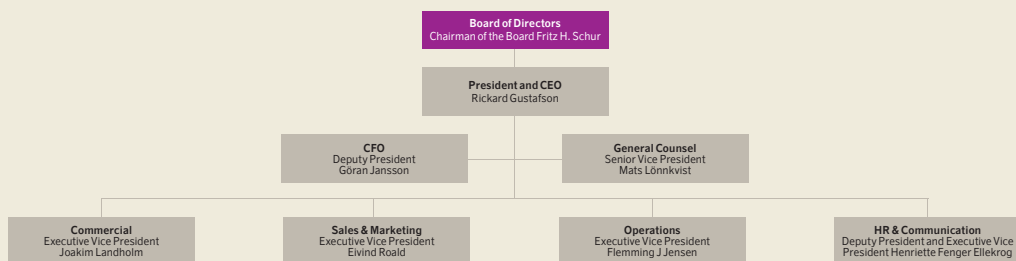 Board of Directors
Chairman of the Board Fritz H. Schur
President and CEO
Rickard Gustafson
CFO
Deputy President
Göran Jansson
General Counsel
Senior Vice President
Mats Lönnkvist
Commercial
Executive Vice President
Joakim Landholm
Sales & Marketing
Executive Vice President
Eivind Roald
Operations
Executive Vice President
Flemming J Jensen
HR & Communication
Deputy President and Executive Vice
President Henriette Fenger Ellekrog